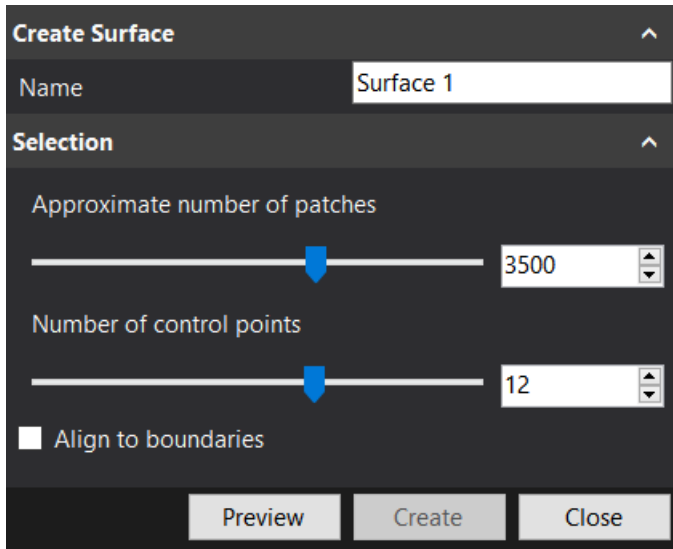 Create Surface
Name Surface 1
Selection
Approximate number of patches
3500
Number of control points
12
Align to boundaries
Preview Create Close